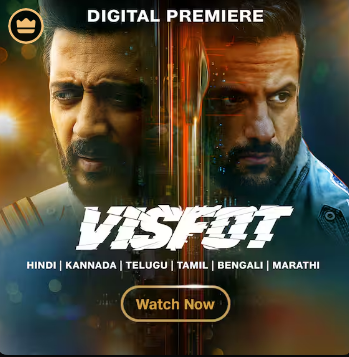 DIGITAL PREMIERE
VISFOT
HINDI | KANNADA | TELUGU | TAMIL | BENGALI | MARATHI
Watch Now